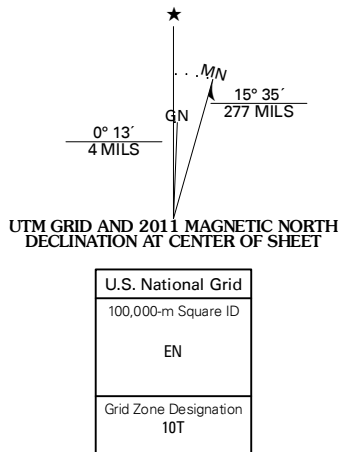 MN
15° 35´
277 MILS
GN
0° 13´
4 MILS
UTM GRID AND 2011 MAGNETIC NORTH
DECLINATION AT CENTER OF SHEET
U.S. National Grid
100,000-m Square ID
EN
Grid Zone Designation
10T